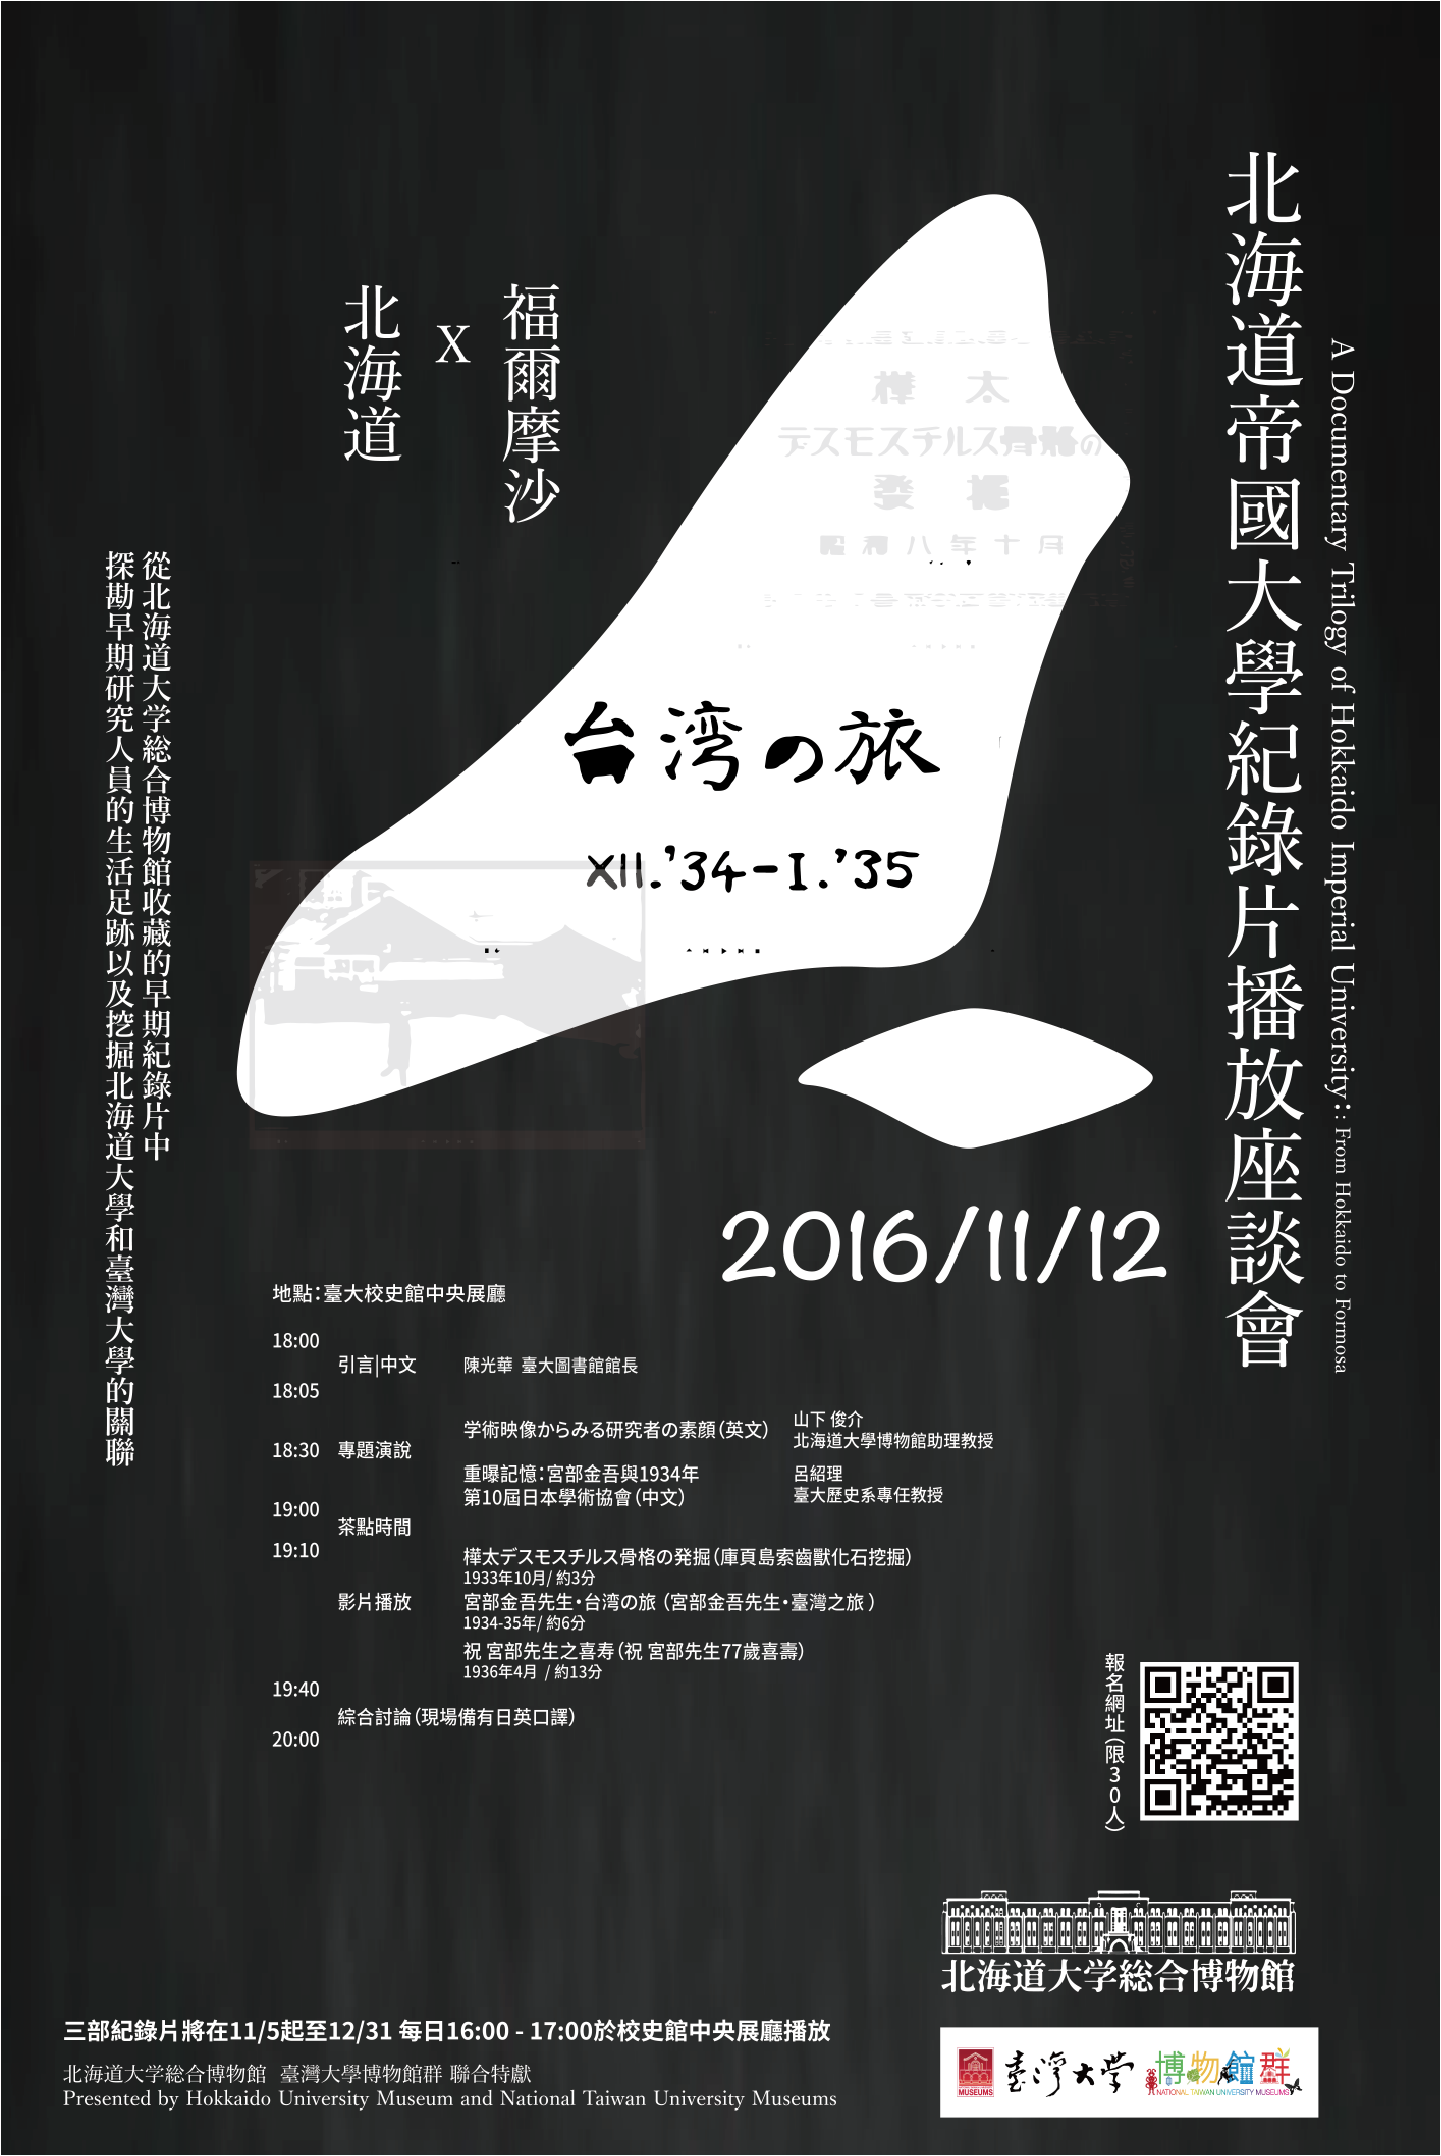 北海道帝國大學紀錄片播放座談會
A Documentary Trilogy of Hokkaido Imperial University:: From Hokkaido to Formosa
福爾摩沙
X
北海道
樺太
デスモスチルス骨格の
發掘
昭和八年十月
台湾の旅
XII.'34-I.'35
從北海道大学総合博物館收藏的早期紀錄片中
探勘早期研究人員的生活足跡以及挖掘北海道大學和臺灣大學的關聯
2016/11/12
地點：臺大校史館中央展廳
18:00
引言|中文 陳光華 臺大圖書館館長
18:05
学術映像からみる研究者の素顔（英文） 山下 俊介
北海道大學博物館助理教授
18:30 專題演說
重曝記憶：宮部金吾與1934年 呂紹理
第10屆日本學術協會（中文） 臺大歷史系專任教授
19:00
茶點時間
19:10
樺太デスモスチルス骨格の発掘（庫頁島索齒獸化石挖掘）
1933年10月/ 約3分
影片播放 宮部金吾先生・台湾の旅（宮部金吾先生・臺灣之旅）
1934-35年/ 約6分
祝 宮部先生之喜寿（祝 宮部先生77歲喜壽）
1936年4月 / 約13分
19:40
綜合討論（現場備有日英口譯）
20:00
報名網址（限30人）
北海道大学総合博物館
三部紀錄片將在11/5起至12/31 每日16:00 - 17:00於校史館中央展廳播放
北海道大学総合博物館 臺灣大學博物館群 聯合特獻
Presented by Hokkaido University Museum and National Taiwan University Museums
MUSEUMS
臺灣大學
博物館群
NATIONAL TAIWAN UNIVERSITY MUSEUMS